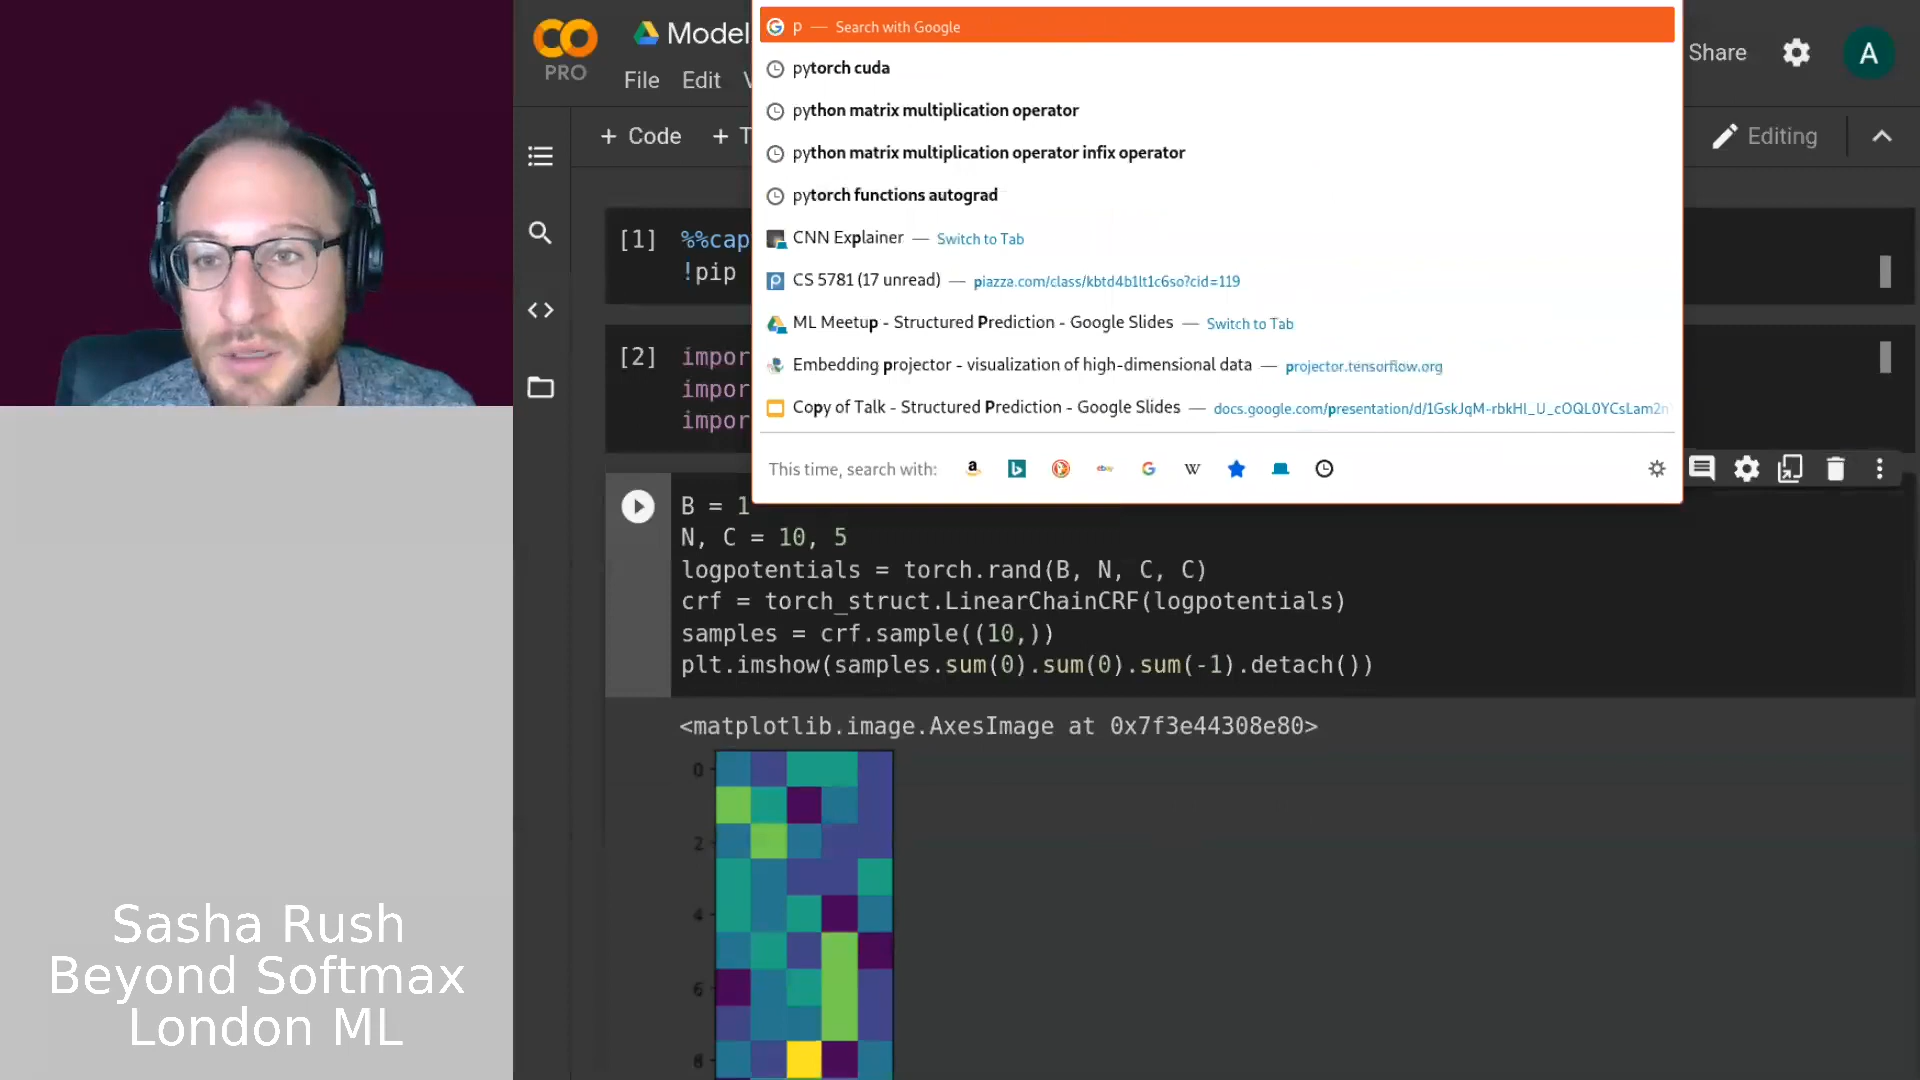 PRO
Model
File Edit V
Share
A
p — Search with Google
pytorch cuda
python matrix multiplication operator
python matrix multiplication operator infix operator
pytorch functions autograd
CNN Explainer — Switch to Tab
CS 5781 (17 unread) — piazza.com/class/kbtd4b1lt1c6so?cid=119
ML Meetup - Structured Prediction - Google Slides — Switch to Tab
Embedding projector - visualization of high-dimensional data — projector.tensorflow.org
Copy of Talk - Structured Prediction - Google Slides — docs.google.com/presentation/d/1GskJqM-rbkHI_U_cOQL0YCsLam2n
This time, search with:
+ Code + T
Editing
[1] %%cap
!pip
[2] impor
impor
impor
B = 1
N, C = 10, 5
logpotentials = torch.rand(B, N, C, C)
crf = torch_struct.LinearChainCRF(logpotentials)
samples = crf.sample((10,))
plt.imshow(samples.sum(0).sum(0).sum(-1).detach())
<matplotlib.image.AxesImage at 0x7f3e44308e80>
0
2
4
6
8
Sasha Rush
Beyond Softmax
London ML